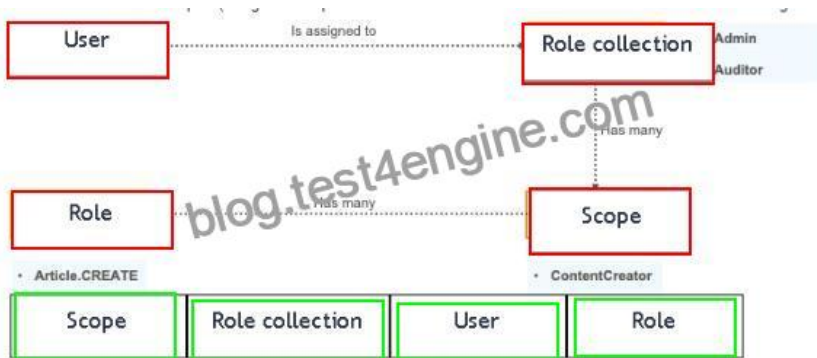 User
Is assigned to
Role collection
Admin
Auditor
Has many
Role
Has many
Scope
blog.test4engine.com
• Article.CREATE
• ContentCreator
Scope
Role collection
User
Role